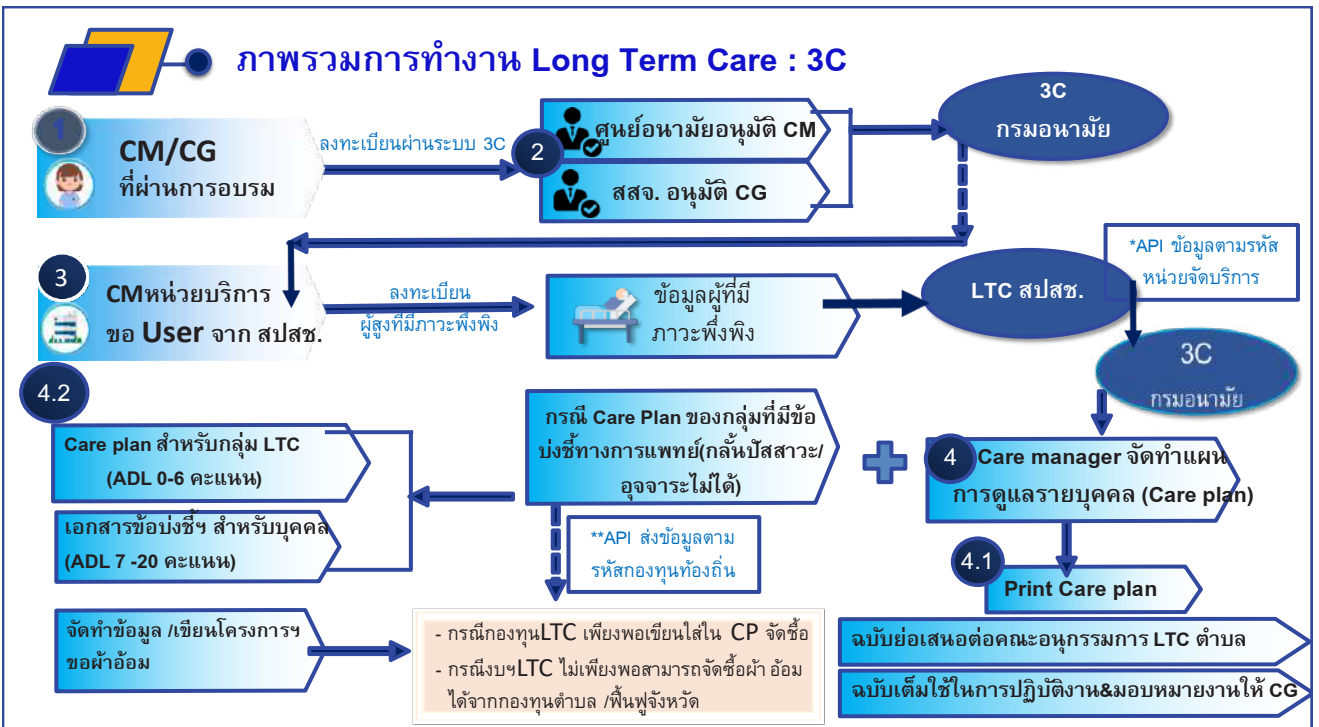 ภาพรวมการทำงาน Long Term Care : 3C
1
CM/CG
ที่ผ่านการอบรม
ลงทะเบียนผ่านระบบ 3C
2
ศูนย์อนามัยอนุมัติ CM
สสจ. อนุมัติ CG
3C
กรมอนามัย
3
CMหน่วยบริการ
ขอ User จาก สปสช.
ลงทะเบียน
ผู้สูงที่มีภาวะพึ่งพิง
ข้อมูลผู้ที่มี
ภาวะพึ่งพิง
LTC สปสช.
*API ข้อมูลตามรหัส
หน่วยจัดบริการ
3C
กรมอนามัย
4.2
Care plan สำหรับกลุ่ม LTC
(ADL 0-6 คะแนน)
เอกสารข้อบ่งชี้ฯ สำหรับบุคคล
(ADL 7 -20 คะแนน)
กรณี Care Plan ของกลุ่มที่มีข้อ
บ่งชี้ทางการแพทย์(กลั้นปัสสาวะ/
อุจจาระไม่ได้)
4
Care manager จัดทำแผน
การดูแลรายบุคคล (Care plan)
**API ส่งข้อมูลตาม
รหัสกองทุนท้องถิ่น
4.1
Print Care plan
จัดทำข้อมูล /เขียนโครงการฯ
ขอผ้าอ้อม
- กรณีกองทุนLTC เพียงพอเขียนใส่ใน CP จัดซื้อ
- กรณีงบฯLTC ไม่เพียงพอสามารถจัดซื้อผ้า อ้อม
ได้จากกองทุนตำบล /ฟื้นฟูจังหวัด
ฉบับย่อเสนอต่อคณะอนุกรรมการ LTC ตำบล
ฉบับเต็มใช้ในการปฏิบัติงาน&มอบหมายงานให้ CG